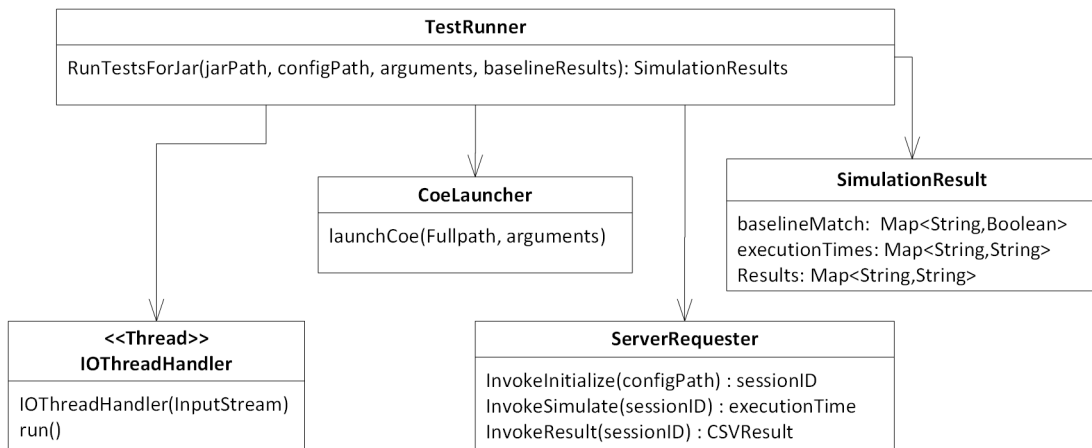 TestRunner
RunTestsForJar(jarPath, configPath, arguments, baselineResults): SimulationResults
CoeLauncher
launchCoe(Fullpath, arguments)
SimulationResult
baselineMatch:  Map<String,Boolean>
executionTimes: Map<String,String>
Results: Map<String,String>
<<Thread>>
IOThreadHandler
IOThreadHandler(InputStream)
run()
ServerRequester
InvokeInitialize(configPath) : sessionID
InvokeSimulate(sessionID) : executionTime
InvokeResult(sessionID) : CSVResult